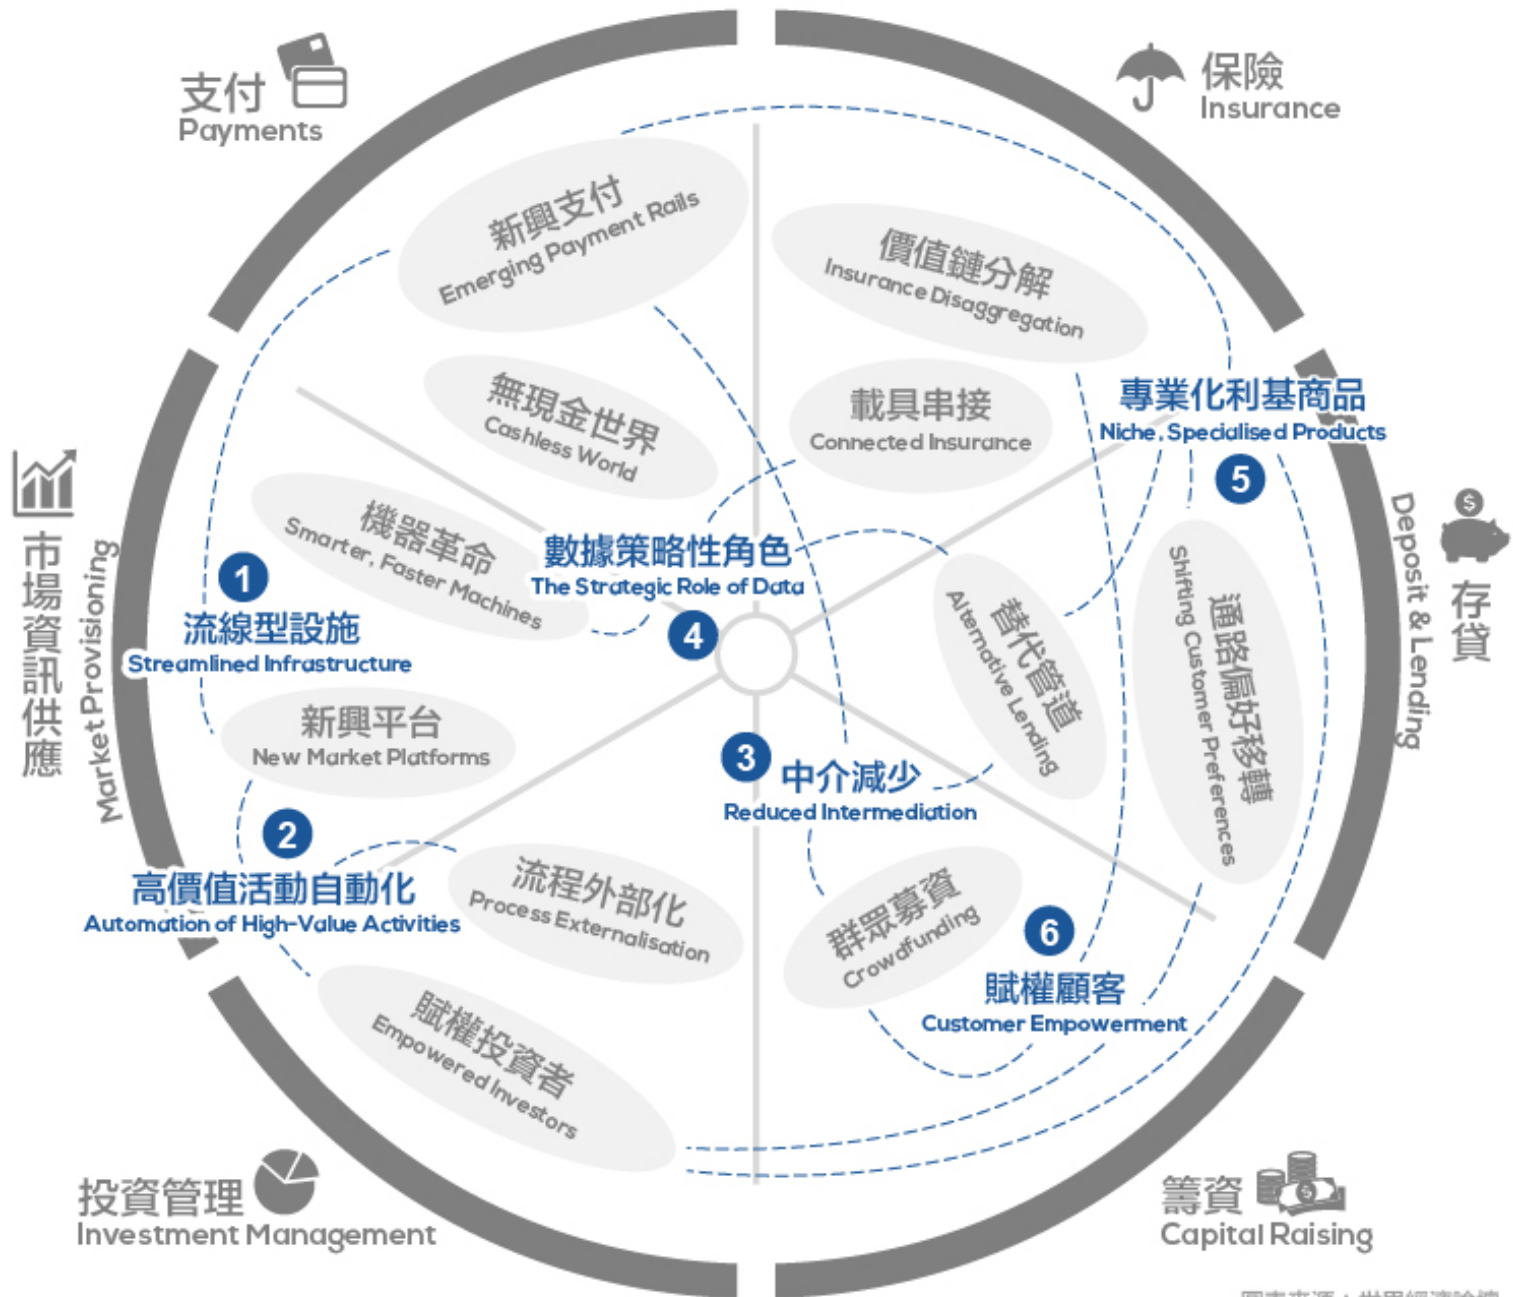 支付
Payments
保險
Insurance
新興支付
Emerging Payment Rails
價值鏈分解
Insurance Disaggregation
無現金世界
Cashless World
載具串接
Connected Insurance
專業化利基商品
Niche, Specialised Products
5
機器革命
Smarter, Faster Machines
數據策略性角色
The Strategic Role of Data
4
1
流線型設施
Streamlined Infrastructure
市場資訊供應
Market Provisioning
替代管道
Alternative Lending
通路偏好移轉
Shifting Customer Preferences
$
存貸
Deposit & Lending
新興平台
New Market Platforms
3
中介減少
Reduced Intermediation
2
高價值活動自動化
Automation of High-Value Activities
流程外部化
Process Externalisation
群眾募資
Crowdfunding
6
賦權顧客
Customer Empowerment
賦權投資者
Empowered Investors
投資管理
Investment Management
籌資
$
Capital Raising